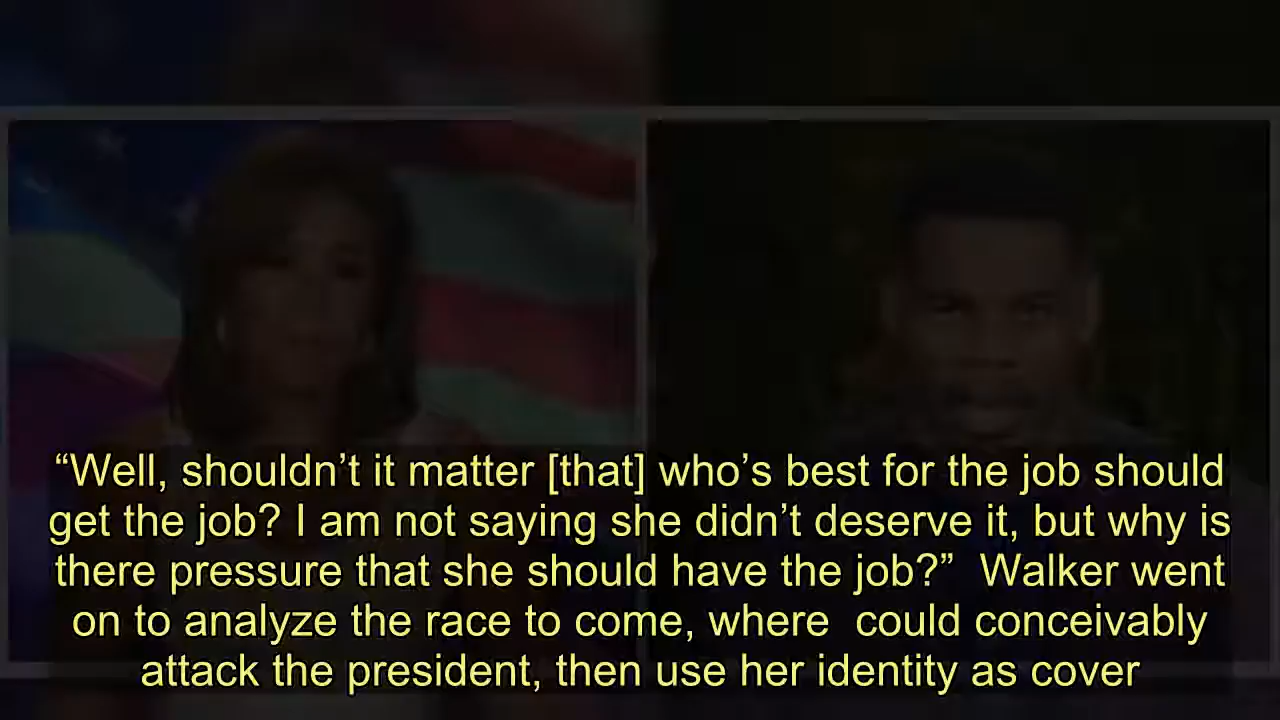 “Well, shouldn’t it matter [that] who’s best for the job should
get the job? I am not saying she didn’t deserve it, but why is
there pressure that she should have the job?”  Walker went
on to analyze the race to come, where  could conceivably
attack the president, then use her identity as cover